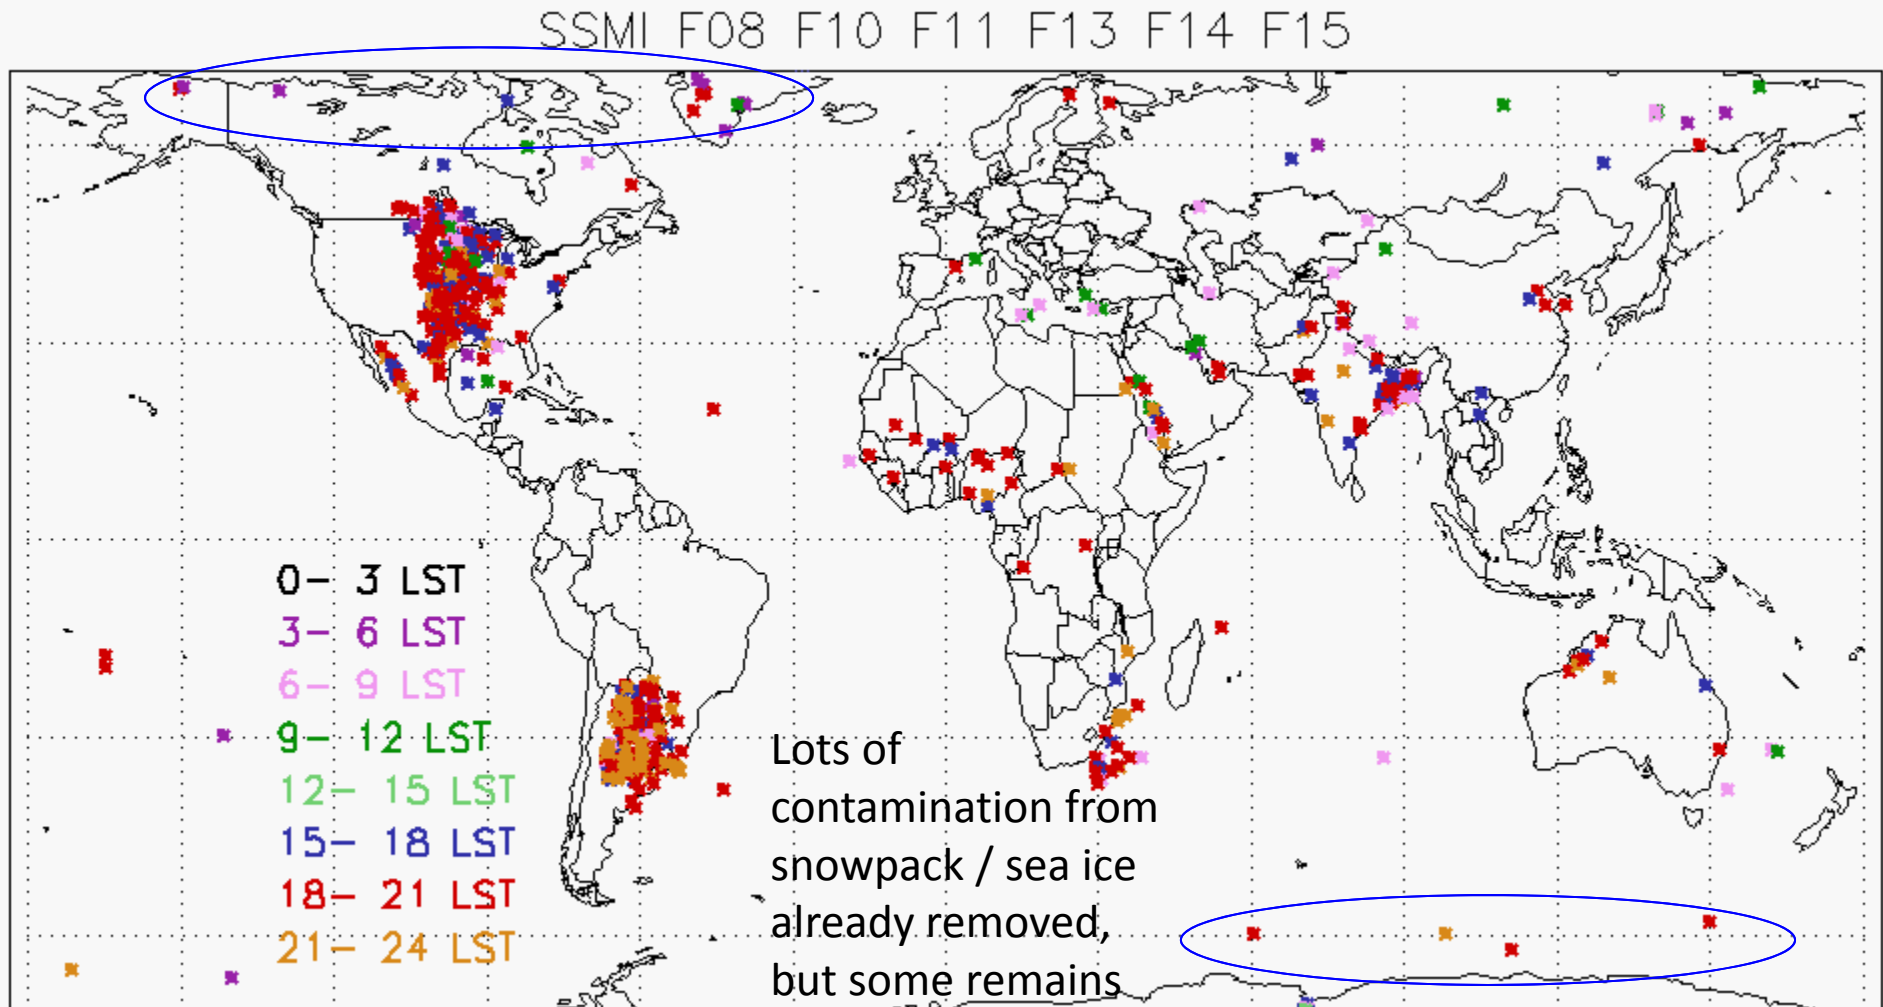 SSMI F08 F10 F11 F13 F14 F15
0- 3 LST
3- 6 LST
6- 9 LST
9- 12 LST
12- 15 LST
15- 18 LST
18- 21 LST
21- 24 LST
Lots of
contamination from
snowpack / sea ice
already removed,
but some remains